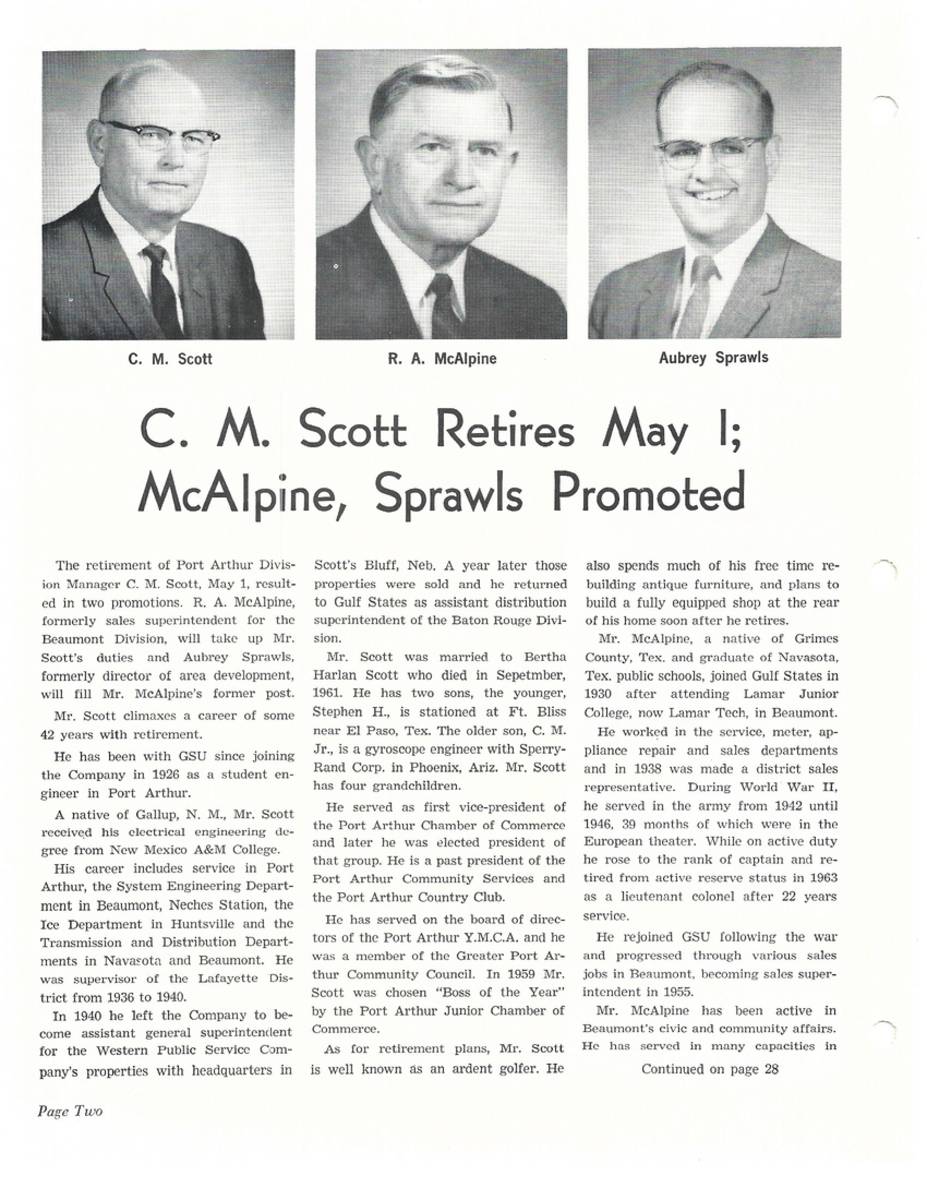 C. M. Scott
R. A. McAlpine
Aubrey Sprawls
C. M. Scott Retires May 1;
McAlpine, Sprawls Promoted
The retirement of Port Arthur Divis-
ion Manager C. M. Scott, May 1, result-
ed in two promotions. R. A. McAlpine,
formerly sales superintendent for the
Beaumont Division, will take up Mr.
Scott's duties and Aubrey Sprawls,
formerly director of area development,
will fill Mr. McAlpine's former post.
Mr. Scott climaxes a career of some
42 years with retirement.
He has been with GSU since joining
the Company in 1926 as a student en-
gineer in Port Arthur.
A native of Gallup, N. M., Mr. Scott
received his electrical engineering de-
gree from New Mexico A&M College.
His career includes service in Port
Arthur, the System Engineering Depart-
ment in Beaumont, Neches Station, the
Ice Department in Huntsville and the
Transmission and Distribution Depart-
ments in Navasota and Beaumont. He
was supervisor of the Lafayette Dis-
trict from 1936 to 1940.
In 1940 he left the Company to be-
come assistant general superintendent
for the Western Public Service Com-
pany's properties with headquarters in
Scott's Bluff, Neb. A year later those
properties were sold and he returned
to Gulf States as assistant distribution
superintendent of the Baton Rouge Divi-
sion.
Mr. Scott was married to Bertha
Harlan Scott who died in Sepetmber,
1961. He has two sons, the younger,
Stephen H., is stationed at Ft. Bliss
near El Paso, Tex. The older son, C. M.
Jr., is a gyroscope engineer with Sperry-
Rand Corp. in Phoenix, Ariz. Mr. Scott
has four grandchildren.
He served as first vice-president of
the Port Arthur Chamber of Commerce
and later he was elected president of
that group. He is a past president of the
Port Arthur Community Services and
the Port Arthur Country Club.
He has served on the board of direc-
tors of the Port Arthur Y.M.C.A. and he
was a member of the Greater Port Ar-
thur Community Council. In 1959 Mr.
Scott was chosen "Boss of the Year"
by the Port Arthur Junior Chamber of
Commerce.
As for retirement plans, Mr. Scott
is well known as an ardent golfer. He
also spends much of his free time re-
building antique furniture, and plans to
build a fully equipped shop at the rear
of his home soon after he retires.
Mr. McAlpine, a native of Grimes
County, Tex. and graduate of Navasota,
Tex. public schools, joined Gulf States in
1930 after attending Lamar Junior
College, now Lamar Tech, in Beaumont.
He worked in the service, meter, ap-
pliance repair and sales departments
and in 1938 was made a district sales
representative. During World War II,
he served in the army from 1942 until
1946, 39 months of which were in the
European theater. While on active duty
he rose to the rank of captain and re-
tired from active reserve status in 1963
as a lieutenant colonel after 22 years
service.
He rejoined GSU following the war
and progressed through various sales
jobs in Beaumont, becoming sales super-
intendent in 1955.
Mr. McAlpine has been active in
Beaumont's civic and community affairs.
He has served in many capacities in
Continued on page 28
Page Two